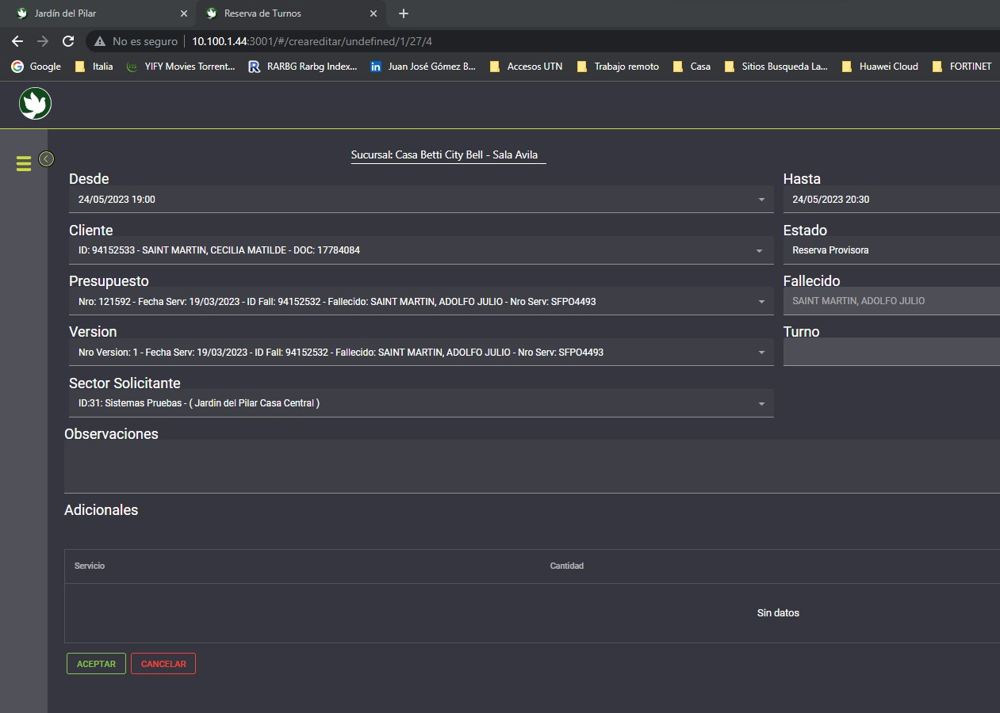 Jardín del Pilar
Reserva de Turnos
No es seguro 10.100.1.44:3001/#/creareditar/undefined/1/27/4
Google Italia YIFY Movies Torrent... RARBG Rarbg Index... Juan José Gómez B... Accesos UTN Trabajo remoto Casa Sitios Busqueda La... Huawei Cloud FORTINET
Sucursal: Casa Betti City Bell - Sala Avila
Desde Hasta
24/05/2023 19:00 24/05/2023 20:30
Cliente Estado
ID: 94152533 - SAINT MARTIN, CECILIA MATILDE - DOC: 17784084 Reserva Provisora
Presupuesto Fallecido
Nro: 121592 - Fecha Serv: 19/03/2023 - ID Fall: 94152532 - Fallecido: SAINT MARTIN, ADOLFO JULIO - Nro Serv: SFPO4493 SAINT MARTIN, ADOLFO JULIO
Version Turno
Nro Version: 1 - Fecha Serv: 19/03/2023 - ID Fall: 94152532 - Fallecido: SAINT MARTIN, ADOLFO JULIO - Nro Serv: SFPO4493
Sector Solicitante
ID:31: Sistemas Pruebas - ( Jardin del Pilar Casa Central )
Observaciones
Adicionales
Servicio Cantidad
Sin datos
ACEPTAR CANCELAR